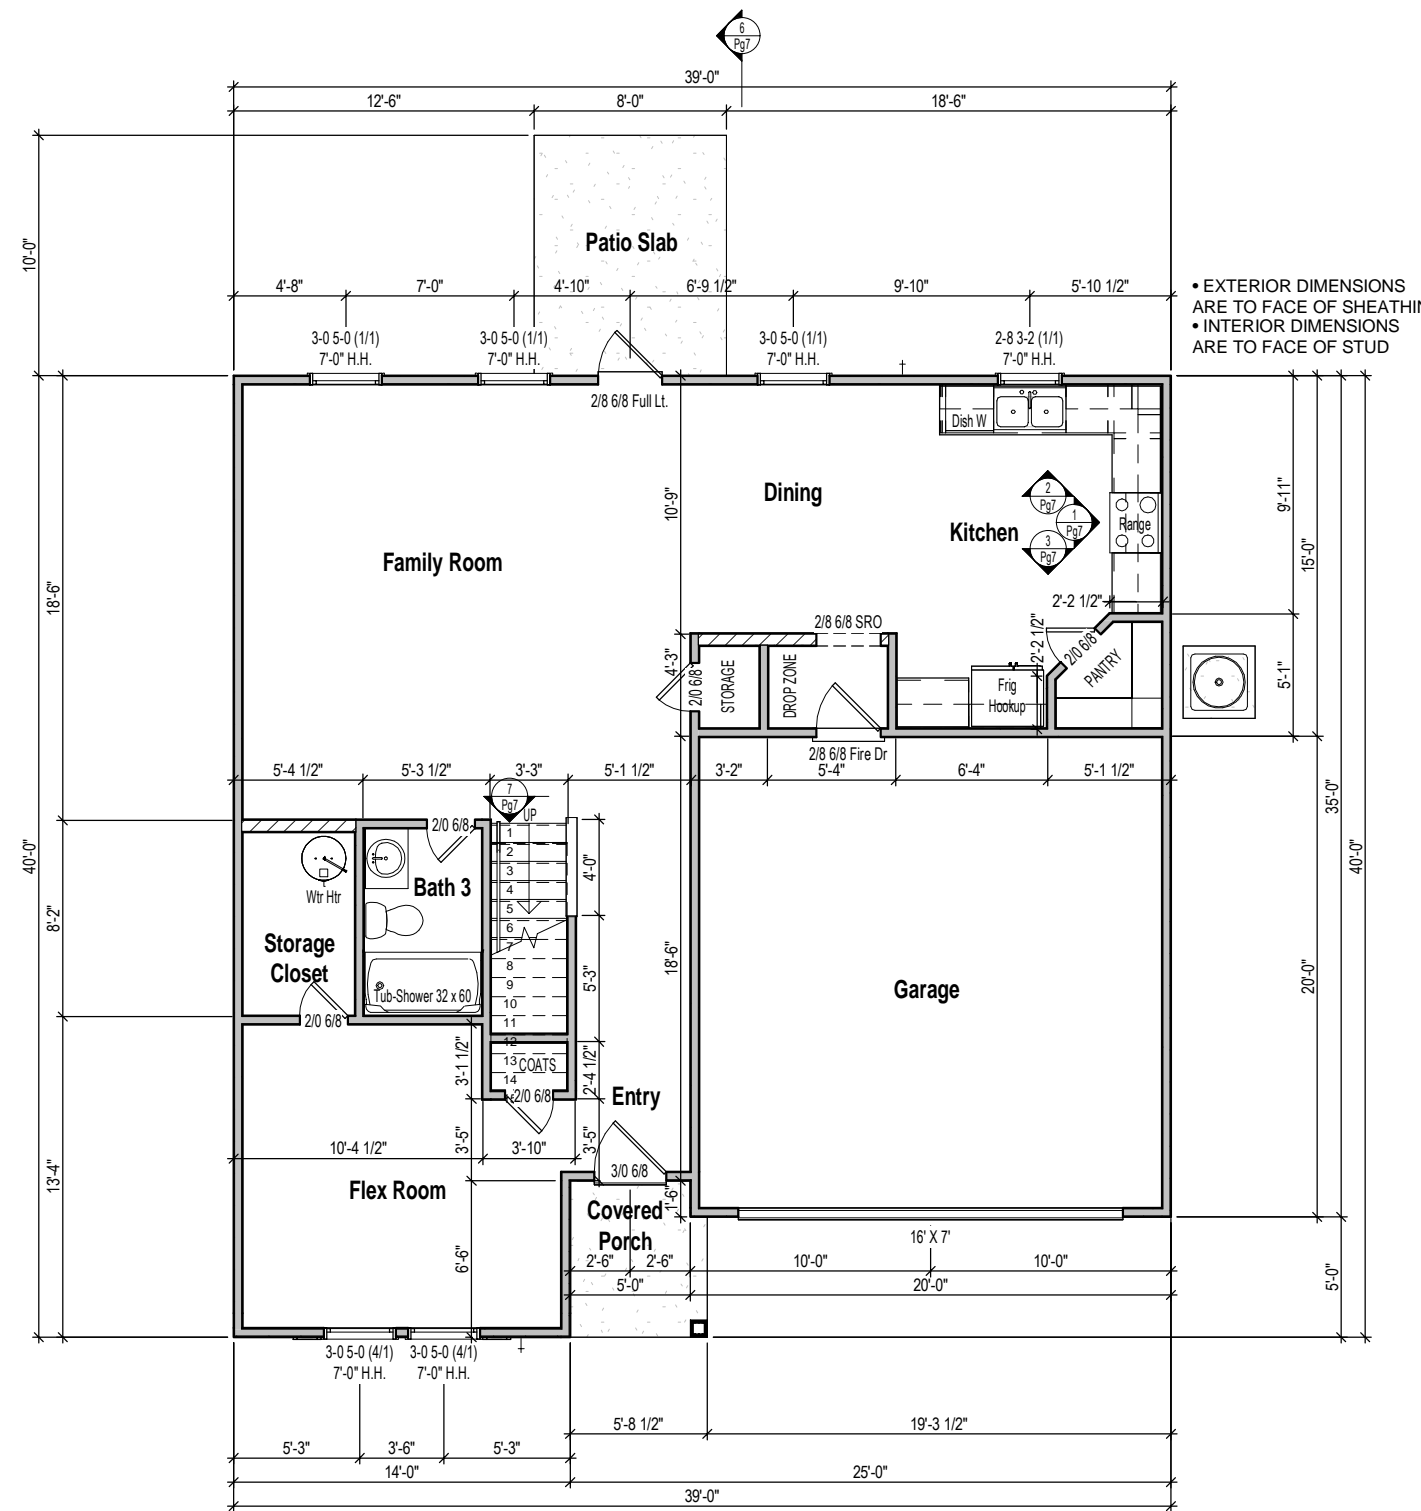 6
Pg7
39'-0"
12'-6"
8'-0"
18'-6"
10'-0"
Patio Slab
4'-8"
7'-0"
4'-10"
6'-9 1/2"
9'-10"
5'-10 1/2"
• EXTERIOR DIMENSIONS
ARE TO FACE OF SHEATHI
• INTERIOR DIMENSIONS
ARE TO FACE OF STUD
3-0 5-0 (1/1)
7'-0" H.H.
3-0 5-0 (1/1)
7'-0" H.H.
3-0 5-0 (1/1)
7'-0" H.H.
2-8 3-2 (1/1)
7'-0" H.H.
2/8 6/8 Full Lt.
Dish W
Dining
Kitchen
2
Pg7
1
Pg7
3
Pg7
Range
10'-9"
9'-11"
15'-0"
Family Room
18'-6"
2'-2 1/2"
2/8 6/8 SRO
2'-2 1/2"
2/0 6/8
PANTRY
4'-3"
2/0 6/8
STORAGE
DROP ZONE
Frig
Hookup
5'-1"
2/8 6/8 Fire Dr
5'-4 1/2"
5'-3 1/2"
3'-3"
5'-1 1/2"
3'-2"
5'-4"
6'-4"
5'-1 1/2"
7
Pg7
UP
35'-0"
40'-0"
40'-0"
2/0 6/8
1
2
3
4
5
6
7
8
9
10
11
12
13
14
4'-0"
Wtr Htr
Bath 3
8'-2"
Storage
Closet
18'-6"
5'-3"
20'-0"
Garage
Tub-Shower 32 x 60
2/0 6/8
3'-1 1/2"
COATS
2'-4 1/2"
2/0 6/8
Entry
10'-4 1/2"
3'-5"
3'-10"
3'-5"
13'-4"
3/0 6/8
Flex Room
1'-6"
Covered
Porch
16' X 7'
6'-6"
2'-6"
2'-6"
10'-0"
10'-0"
5'-0"
20'-0"
5'-0"
3-0 5-0 (4/1)
7'-0" H.H.
3-0 5-0 (4/1)
7'-0" H.H.
5'-8 1/2"
19'-3 1/2"
5'-3"
3'-6"
5'-3"
14'-0"
25'-0"
39'-0"